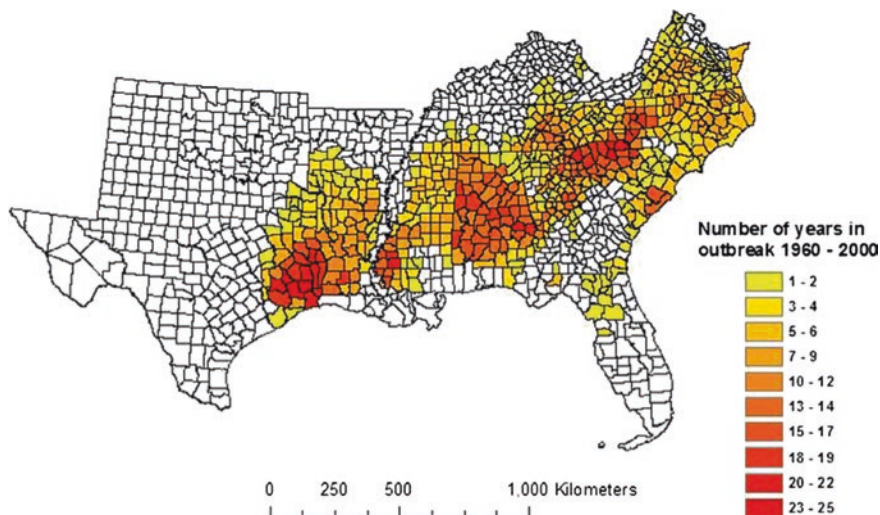 Number of years in
outbreak 1960 - 2000
1 - 2
3 - 4
5 - 6
7 - 9
10 - 12
13 - 14
15 - 17
18 - 19
20 - 22
23 - 25
0 250 500 1,000 Kilometers